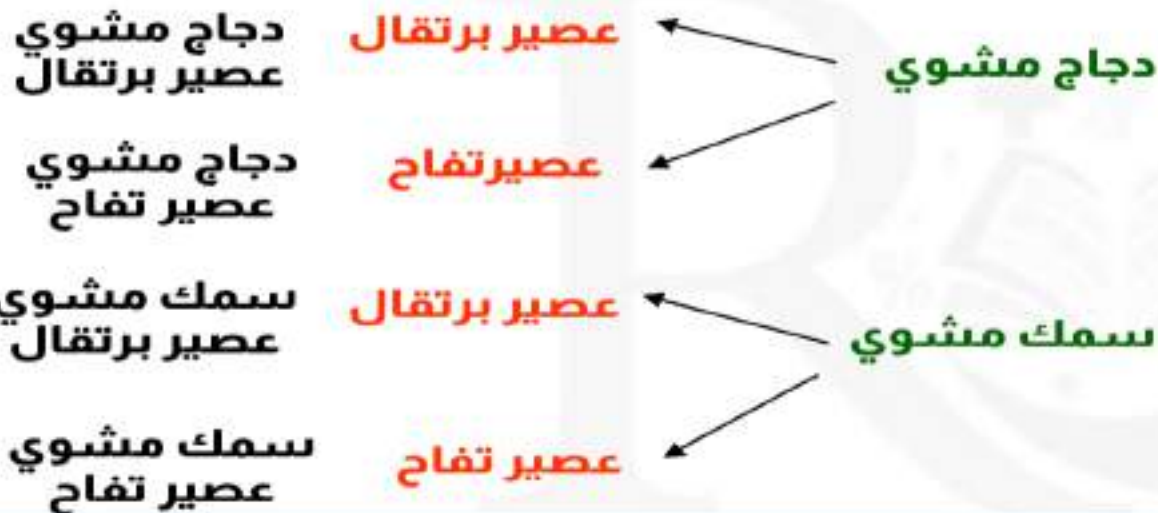 دجاج مشوي
عصير برتقال
دجاج مشوي
عصير برتقال
عصيرتفاح
دجاج مشوي
عصير تفاح
سمك مشوي
عصير برتقال
سمك مشوي
عصير برتقال
عصير تفاح
سمك مشوي
عصير تفاح